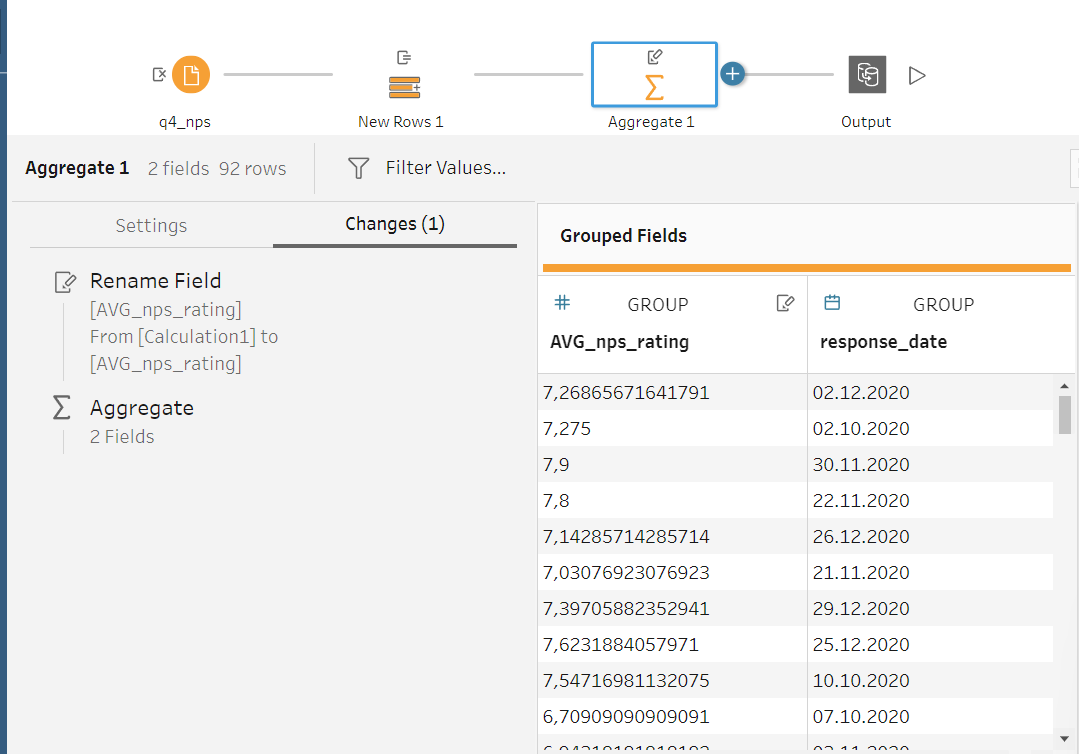 q4_nps
New Rows 1
Aggregate 1
Output
Aggregate 1 2 fields 92 rows
Filter Values...
Settings
Changes (1)
Rename Field
[AVG_nps_rating]
From [Calculation1] to
[AVG_nps_rating]
Aggregate
2 Fields
Grouped Fields
# GROUP GROUP
AVG_nps_rating response_date
7,26865671641791 02.12.2020
7,275 02.10.2020
7,9 30.11.2020
7,8 22.11.2020
7,14285714285714 26.12.2020
7,03076923076923 21.11.2020
7,39705882352941 29.12.2020
7,6231884057971 25.12.2020
7,54716981132075 10.10.2020
6,70909090909091 07.10.2020